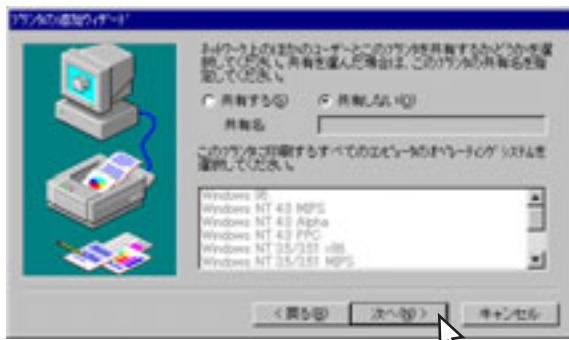 プリンタの追加ウィザード
ネットワーク上のほかのユーザーとこのプリンタを共有するかどうかを選
択してください。共有を選んだ場合は、このプリンタの共有名を指
定してください。
共有する(S) 共有しない(O)
共有名
このプリンタに印刷するすべてのコンピュータのオペレーティング システムを
選択してください。
Windows 95
Windows NT 4.0 MIPS
Windows NT 4.0 Alpha
Windows NT 4.0 PPC
Windows NT 3.5/3.51 x86
Windows NT 3.5/3.51 MIPS
< 戻る(B) 次へ(N) > キャンセル